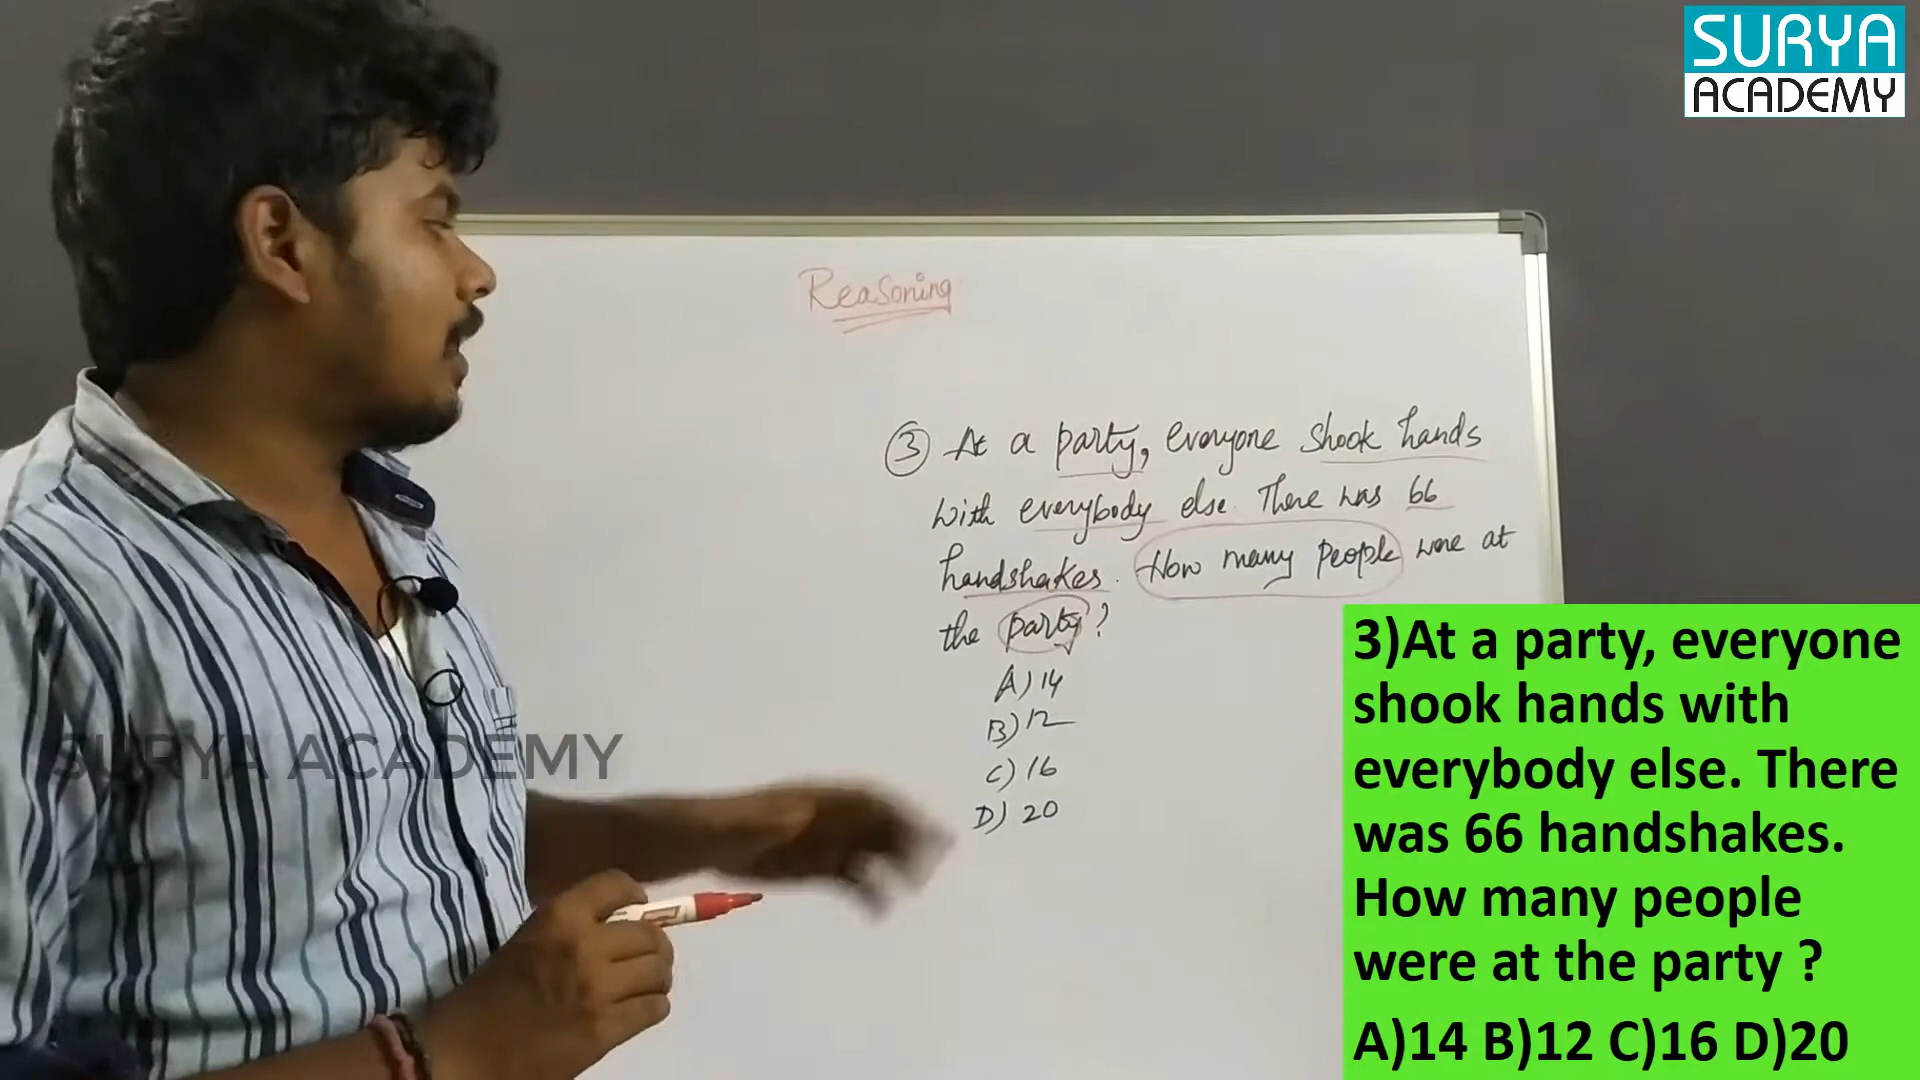 SURYA
ACADEMY
Reasoning
3 At a party, everyone shook hands
with everybody else. There was 66
handshakes. How many people were at
the party?
A) 14
B) 12
C) 16
D) 20
SURYA ACADEMY
3)At a party, everyone
shook hands with
everybody else. There
was 66 handshakes.
How many people
were at the party ?
A)14 B)12 C)16 D)20